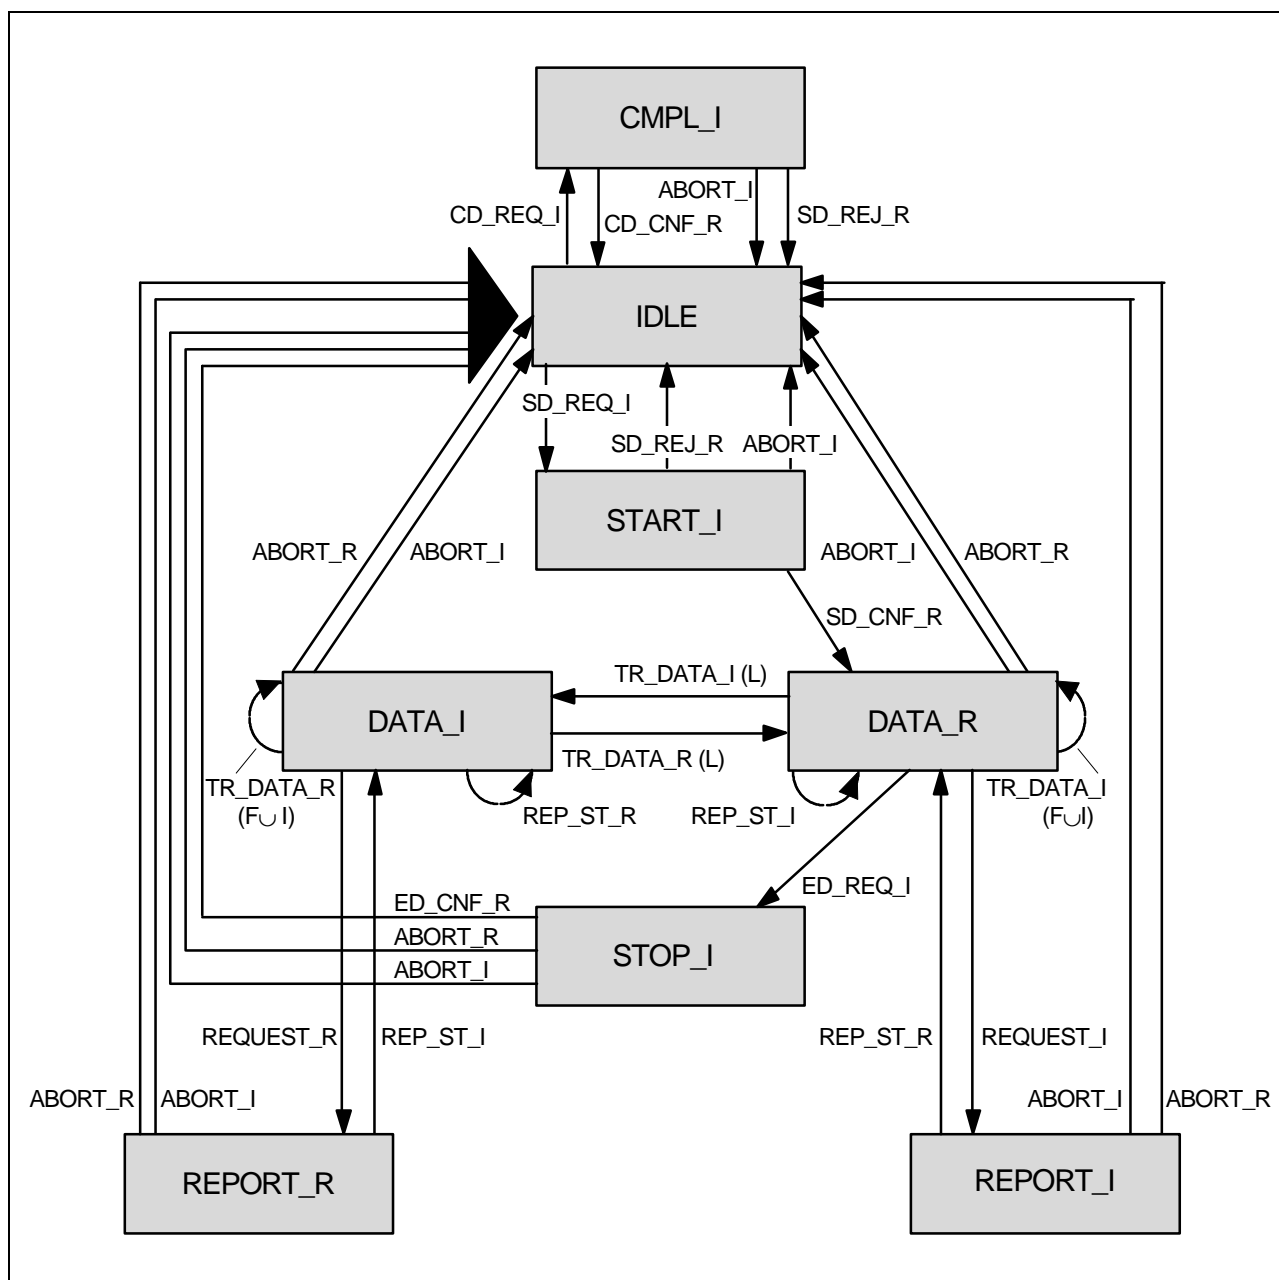 CMPL_I
ABORT_I
CD_REQ_I
CD_CNF_R
SD_REJ_R
IDLE
SD_REQ_I
SD_REJ_R
ABORT_I
START_I
ABORT_R
ABORT_I
ABORT_I
ABORT_R
SD_CNF_R
TR_DATA_I (L)
DATA_I
DATA_R
TR_DATA_R (L)
TR_DATA_R
(F∪ I)
REP_ST_R
REP_ST_I
TR_DATA_I
(F∪I)
ED_REQ_I
ED_CNF_R
ABORT_R
STOP_I
ABORT_I
REQUEST_R
REP_ST_I
REP_ST_R
REQUEST_I
ABORT_R
ABORT_I
ABORT_I
ABORT_R
REPORT_R
REPORT_I